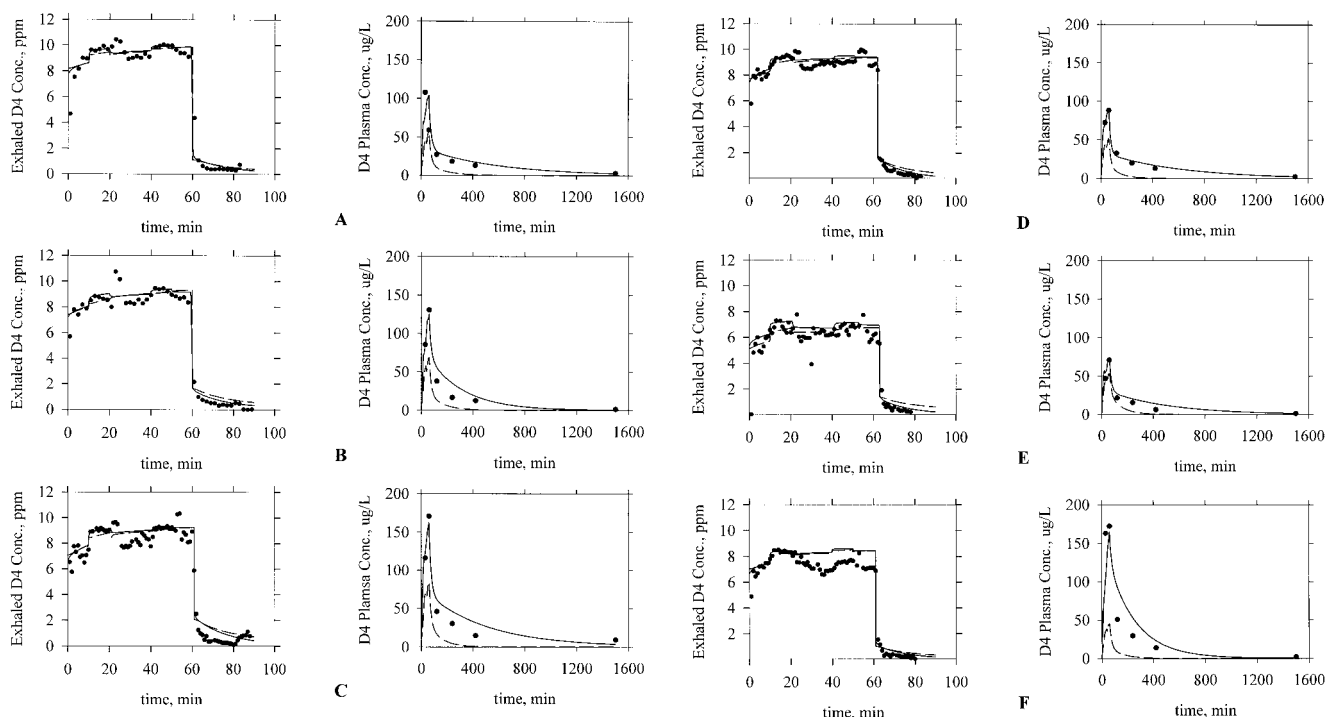 Exhaled D4 Conc., ppm
12
10
8
6
4
2
0
0 20 40 60 80 100
time, min
D4 Plasma Conc., ug/L
200
150
100
50
0
0 400 800 1200 1600
time, min
A
Exhaled D4 Conc., ppm
12
10
8
6
4
2
0 20 40 60 80 100
time, min
D4 Plasma Conc., ug/L
200
150
100
50
0
0 400 800 1200 1600
time, min
D
Exhaled D4 Conc., ppm
12
10
8
6
4
2
0
0 20 40 60 80 100
time, min
D4 Plasma Conc., ug/L
200
150
100
50
0
0 400 800 1200 1600
time, min
B
Exhaled D4 Conc., ppm
12
10
8
6
4
2
0 20 40 60 80 100
time, min
D4 Plasma Conc., ug/L
200
150
100
50
0
0 400 800 1200 1600
time, min
E
Exhaled D4 Conc., ppm
12
10
8
6
4
2
0
0 20 40 60 80 100
time, min
D4 Plamsa Conc., ug/L
200
150
100
50
0
0 400 800 1200 1600
time, min
C
Exhaled D4 Conc., ppm
12
10
8
6
4
2
0 20 40 60 80 100
time, min
D4 Plasma Conc., ug/L
200
150
100
50
0
0 400 800 1200 1600
time, min
F